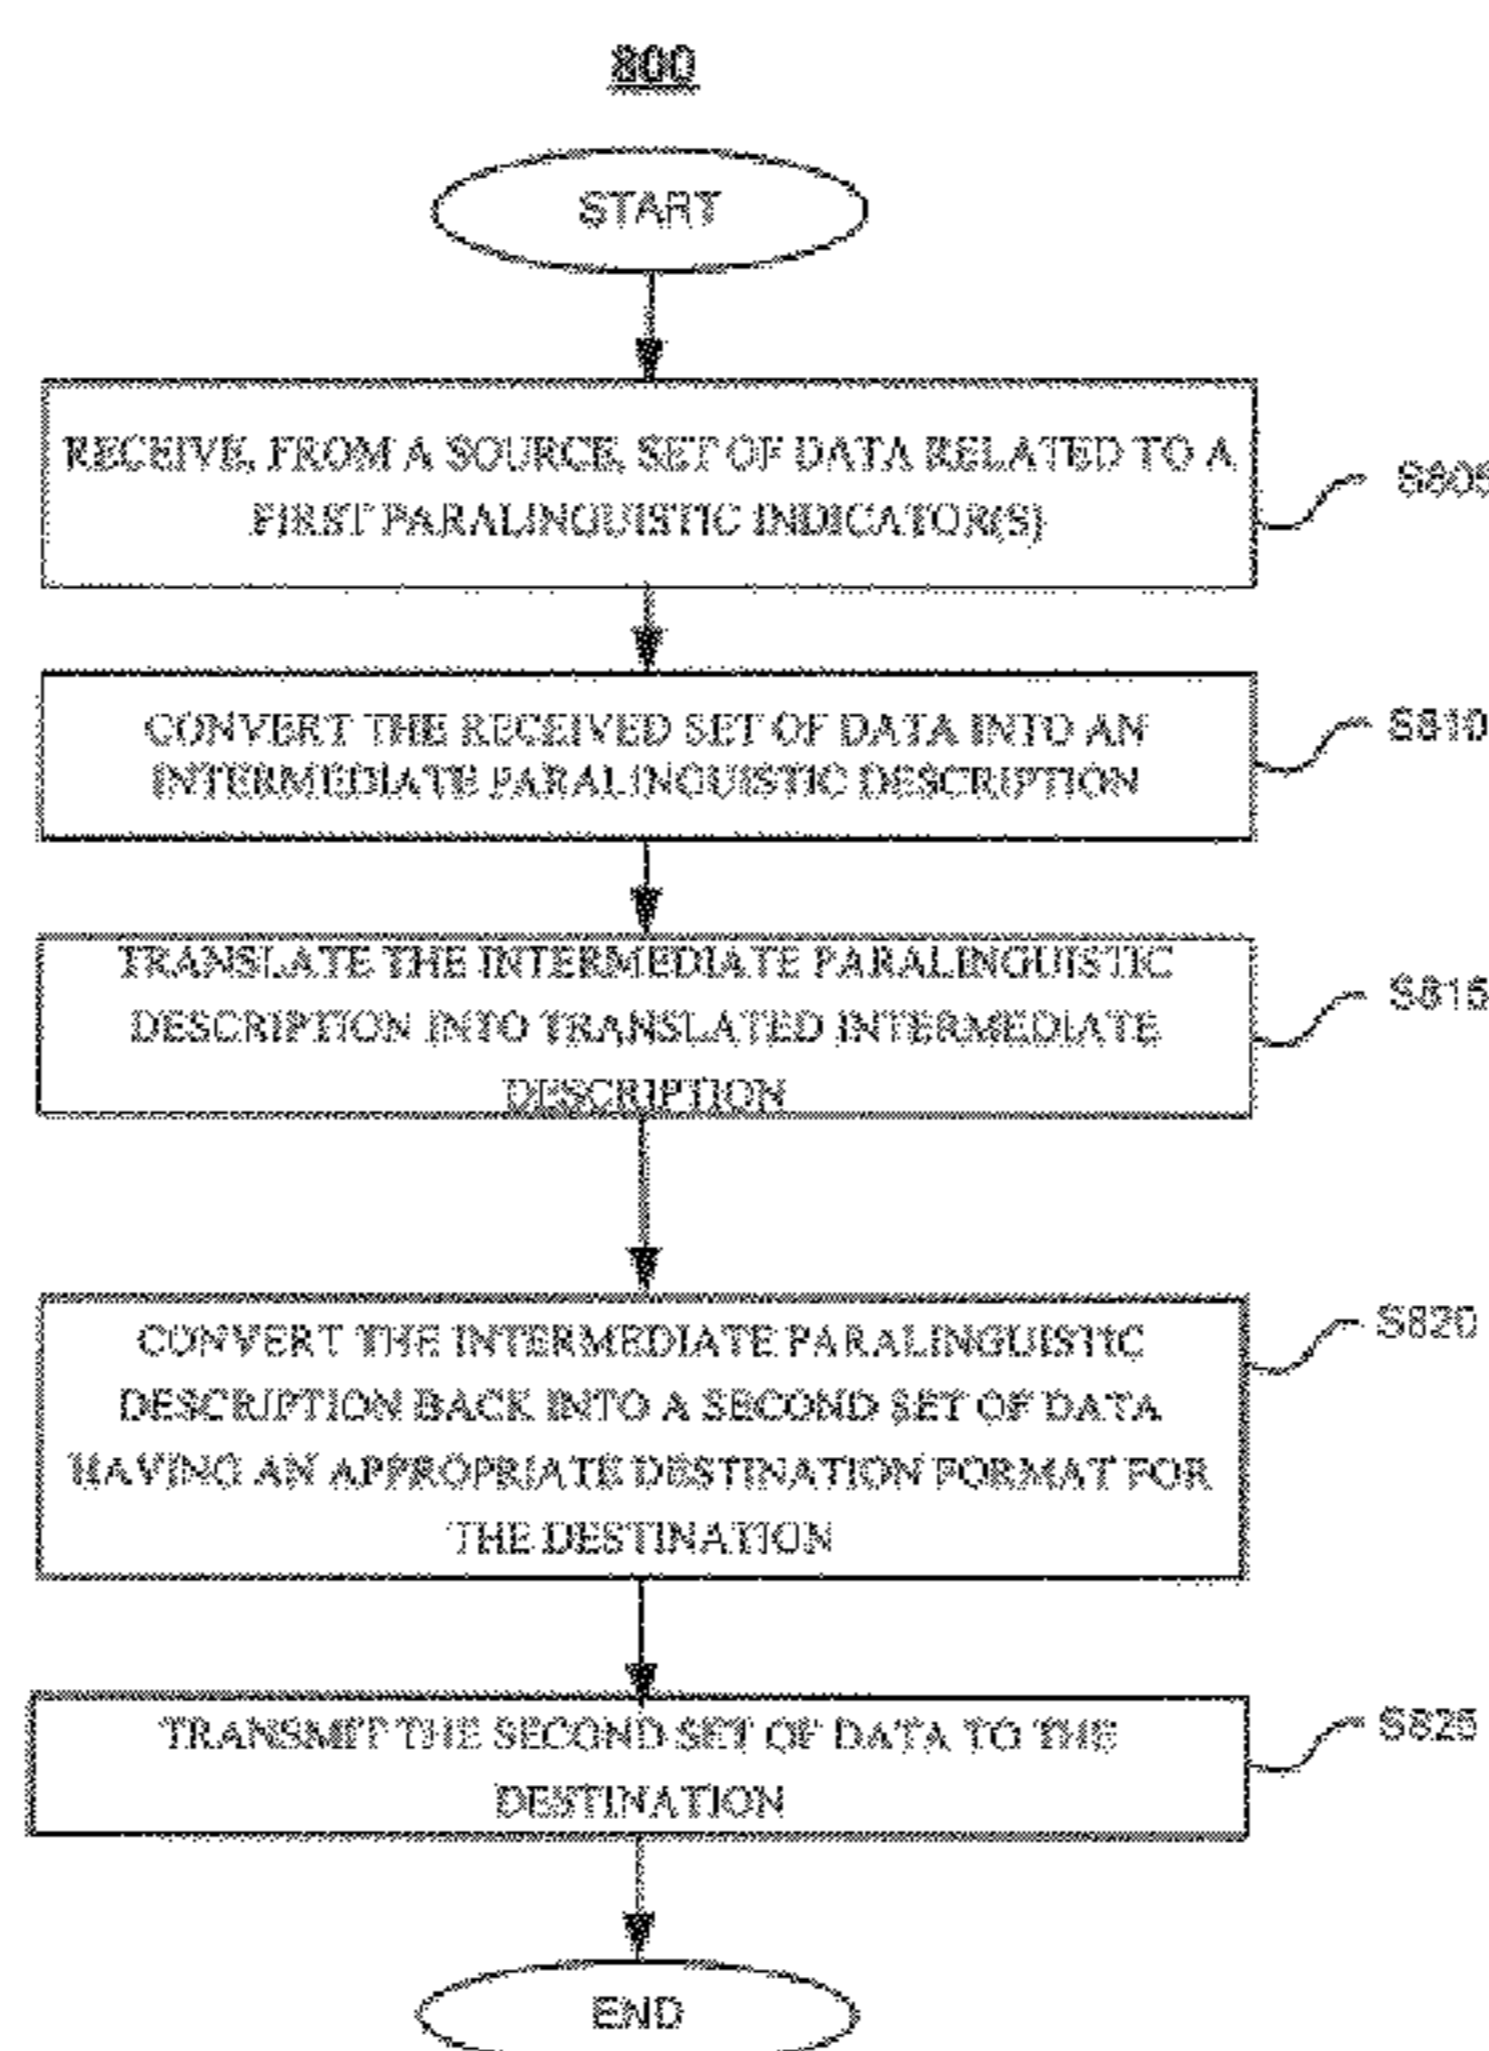 800
START
RECEIVE, FROM A SOURCE, SET OF DATA RELATED TO A
FIRST PARALINGUISTIC INDICATOR(S)
S805
CONVERT THE RECEIVED SET OF DATA INTO AN
INTERMEDIATE PARALINGUISTIC DESCRIPTION
S810
TRANSLATE THE INTERMEDIATE PARALINGUISTIC
DESCRIPTION INTO TRANSLATED INTERMEDIATE
DESCRIPTION
S815
CONVERT THE INTERMEDIATE PARALINGUISTIC
DESCRIPTION BACK INTO A SECOND SET OF DATA
HAVING AN APPROPRIATE DESTINATION FORMAT FOR
THE DESTINATION
S820
TRANSMIT THE SECOND SET OF DATA TO THE
DESTINATION
S825
END